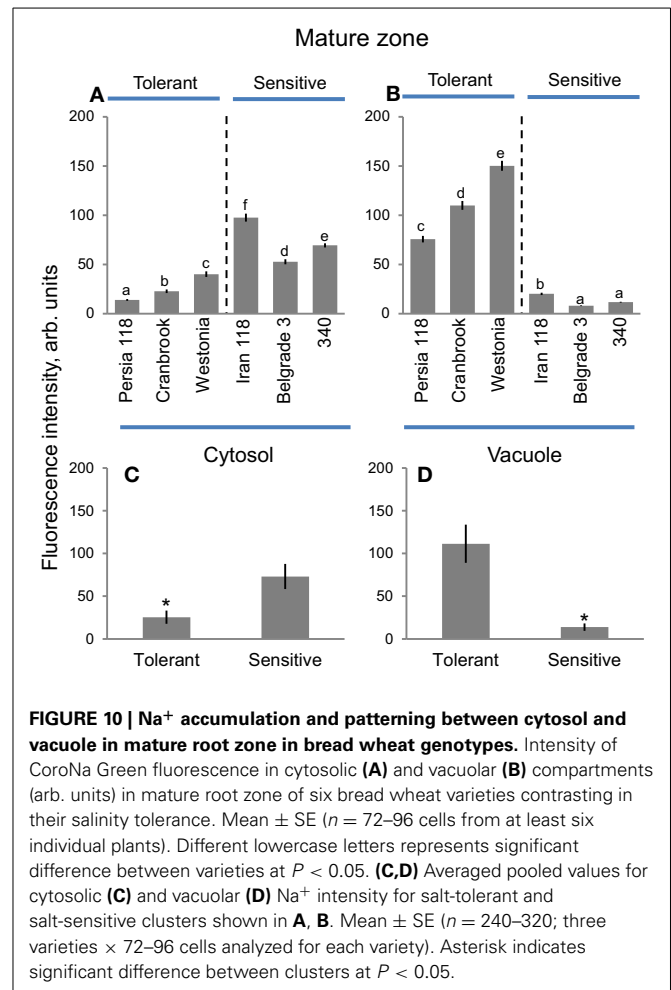 Mature zone
Tolerant Sensitive Tolerant Sensitive
A B
200 200
150 150
100 100
50 50
0 0
a b c f d e
c d e b a a
Persia 118 Cranbrook Westonia Iran 118 Belgrade 3 340
Persia 118 Cranbrook Westonia Iran 118 Belgrade 3 340
Fluorescence intensity, arb. units
Cytosol Vacuole
C D
200 200
150 150
100 100
50 50
0 0
* *
Tolerant Sensitive Tolerant Sensitive
FIGURE 10 | Na⁺ accumulation and patterning between cytosol and
vacuole in mature root zone in bread wheat genotypes. Intensity of
CoroNa Green fluorescence in cytosolic (A) and vacuolar (B) compartments
(arb. units) in mature root zone of six bread wheat varieties contrasting in
their salinity tolerance. Mean ± SE (n = 72–96 cells from at least six
individual plants). Different lowercase letters represents significant
difference between varieties at P < 0.05. (C,D) Averaged pooled values for
cytosolic (C) and vacuolar (D) Na⁺ intensity for salt-tolerant and
salt-sensitive clusters shown in A, B. Mean ± SE (n = 240–320; three
varieties × 72–96 cells analyzed for each variety). Asterisk indicates
significant difference between clusters at P < 0.05.